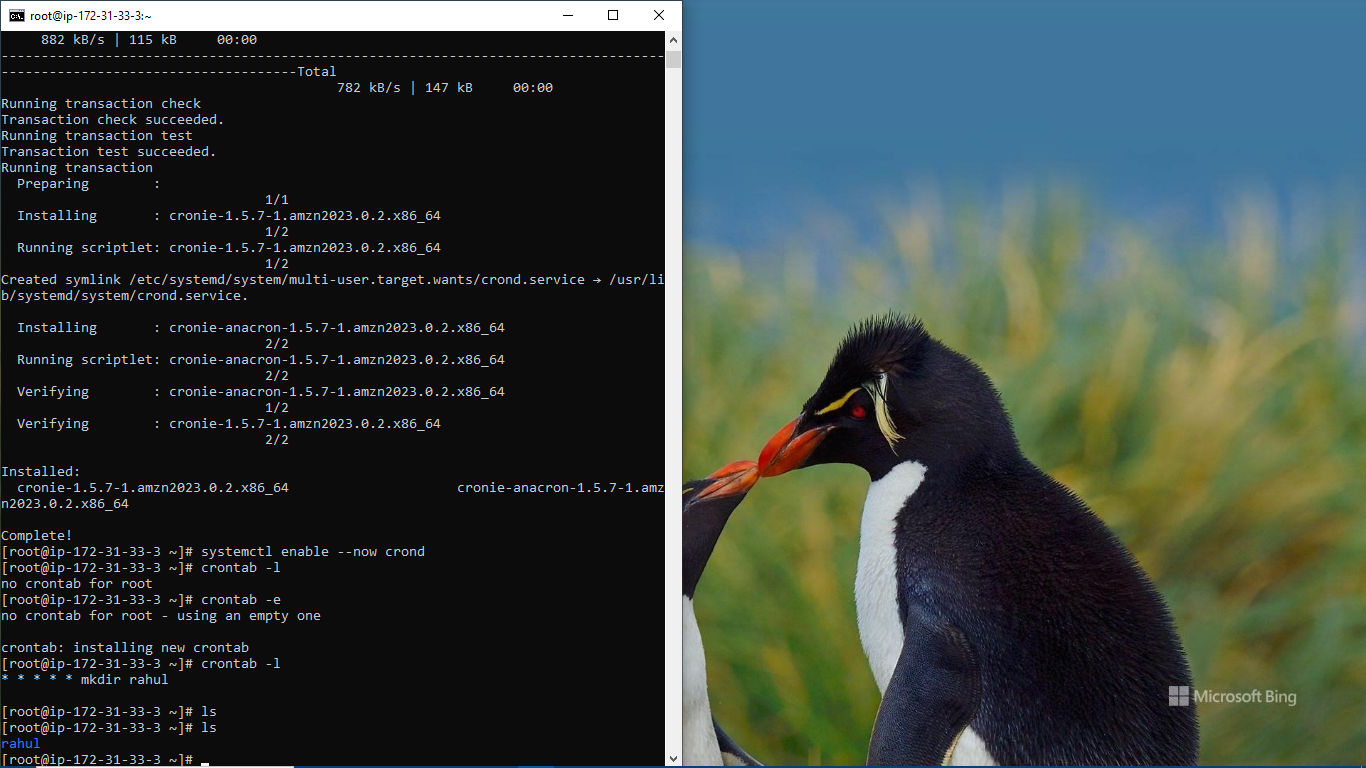 root@ip-172-31-33-3:~
882 kB/s | 115 kB     00:00
-----------------------------------------------------------------------------------
-------------------------------------Total
782 kB/s | 147 kB     00:00
Running transaction check
Transaction check succeeded.
Running transaction test
Transaction test succeeded.
Running transaction
Preparing        :
1/1
Installing       : cronie-1.5.7-1.amzn2023.0.2.x86_64
1/2
Running scriptlet: cronie-1.5.7-1.amzn2023.0.2.x86_64
1/2
Created symlink /etc/systemd/system/multi-user.target.wants/crond.service → /usr/li
b/systemd/system/crond.service.
Installing       : cronie-anacron-1.5.7-1.amzn2023.0.2.x86_64
2/2
Running scriptlet: cronie-anacron-1.5.7-1.amzn2023.0.2.x86_64
2/2
Verifying        : cronie-anacron-1.5.7-1.amzn2023.0.2.x86_64
1/2
Verifying        : cronie-1.5.7-1.amzn2023.0.2.x86_64
2/2
Installed:
cronie-1.5.7-1.amzn2023.0.2.x86_64                     cronie-anacron-1.5.7-1.amz
n2023.0.2.x86_64
Complete!
[root@ip-172-31-33-3 ~]# systemctl enable --now crond
[root@ip-172-31-33-3 ~]# crontab -l
no crontab for root
[root@ip-172-31-33-3 ~]# crontab -e
no crontab for root - using an empty one
crontab: installing new crontab
[root@ip-172-31-33-3 ~]# crontab -l
* * * * * mkdir rahul
[root@ip-172-31-33-3 ~]# ls
[root@ip-172-31-33-3 ~]# ls
rahul
[root@ip-172-31-33-3 ~]#
Microsoft Bing